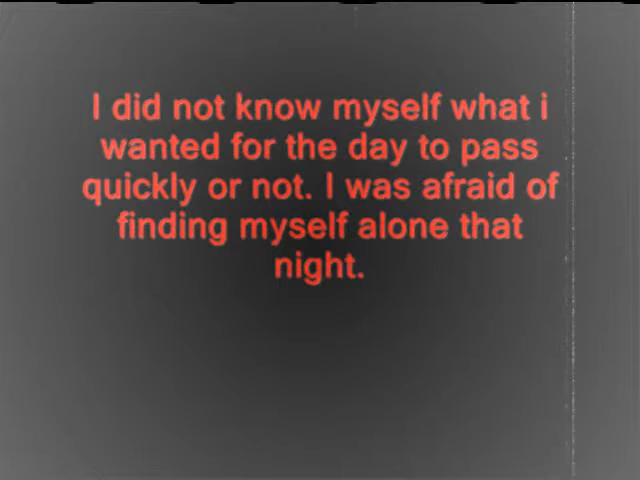 I did not know myself what i
wanted for the day to pass
quickly or not. I was afraid of
finding myself alone that
night.